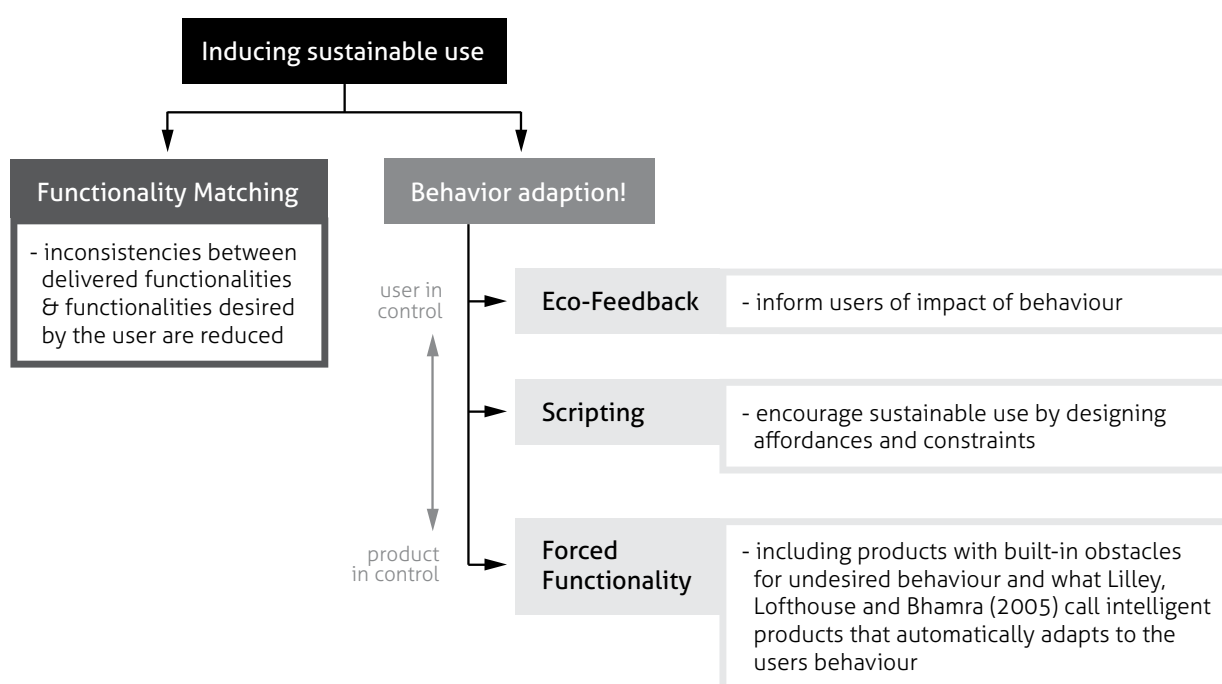 Inducing sustainable use
Functionality Matching
- inconsistencies between
delivered functionalities
& functionalities desired
by the user are reduced
Behavior adaption!
user in
control
product
in control
Eco-Feedback
- inform users of impact of behaviour
Scripting
- encourage sustainable use by designing
affordances and constraints
Forced
Functionality
- including products with built-in obstacles
for undesired behaviour and what Lilley,
Lofthouse and Bhamra (2005) call intelligent
products that automatically adapts to the
users behaviour